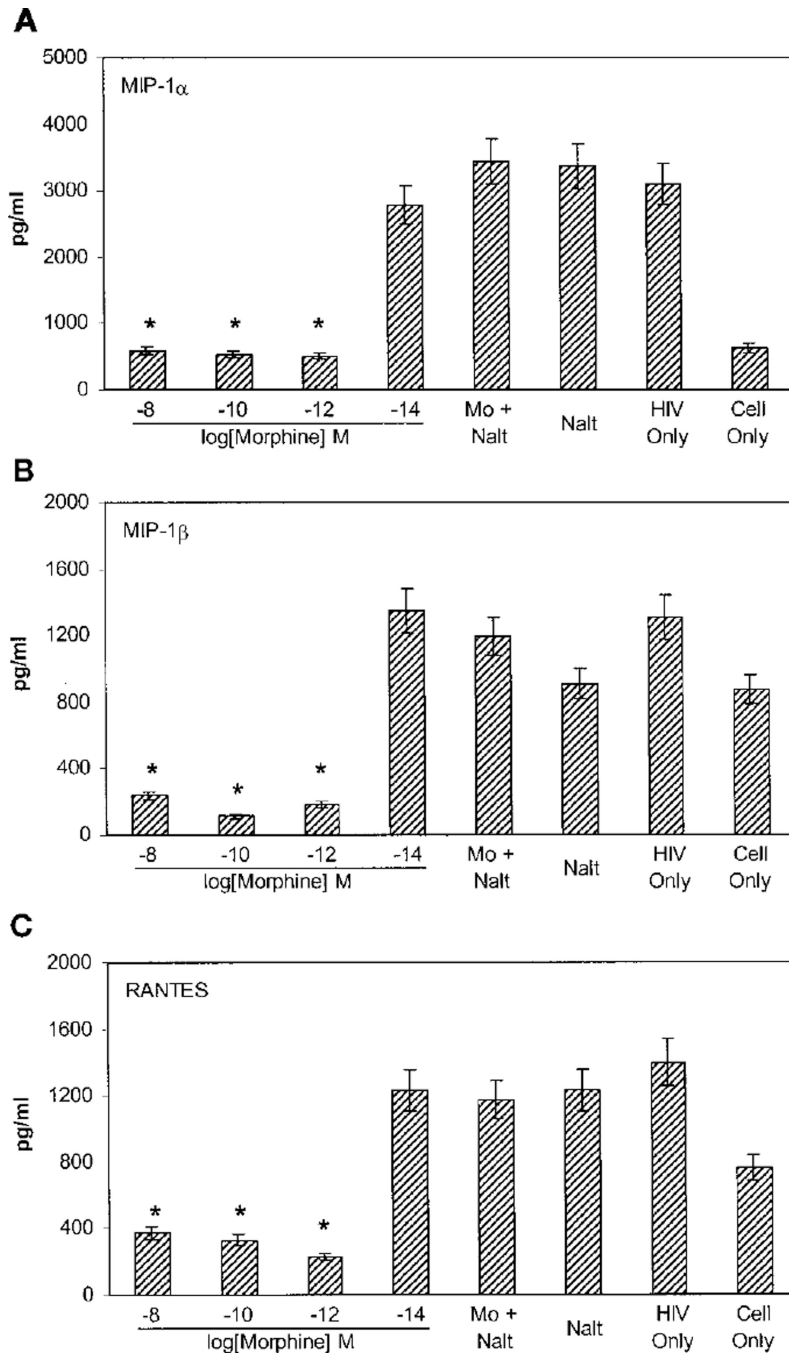 A
MIP-1α
5000
4000
3000
2000
1000
0
pg/ml
* * *
-8 -10 -12 -14 Mo + Nalt Nalt HIV Only Cell Only
log[Morphine] M
B
MIP-1β
2000
1600
1200
800
400
0
pg/ml
* * *
-8 -10 -12 -14 Mo + Nalt Nalt HIV Only Cell Only
log[Morphine] M
C
RANTES
2000
1600
1200
800
400
0
pg/ml
* * *
-8 -10 -12 -14 Mo + Nalt Nalt HIV Only Cell Only
log[Morphine] M